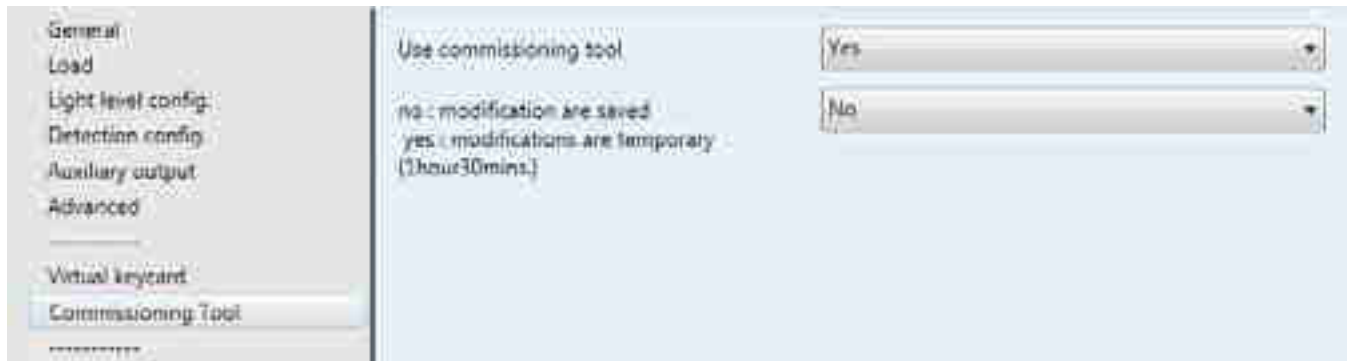 General
Load
Light level config.
Detection config.
Auxiliary output
Advanced
----------
Virtual keycard
Commissioning Tool
-----------
Use commissioning tool
Yes
no : modification are saved
yes : modifications are temporary
(1hour30mins.)
No